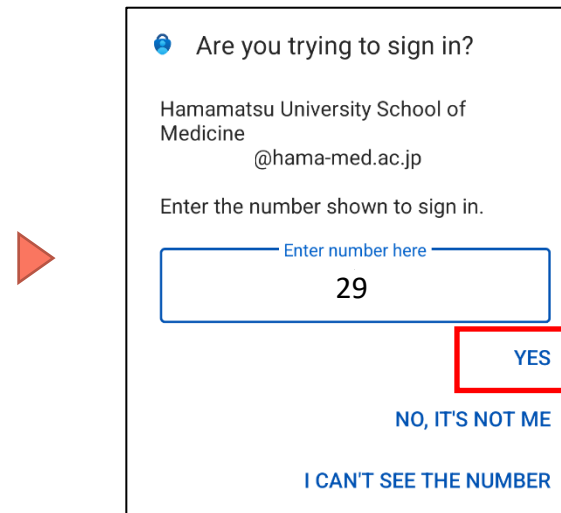 Are you trying to sign in?
Hamamatsu University School of
Medicine
@hama-med.ac.jp
Enter the number shown to sign in.
Enter number here
29
YES
NO, IT'S NOT ME
I CAN'T SEE THE NUMBER